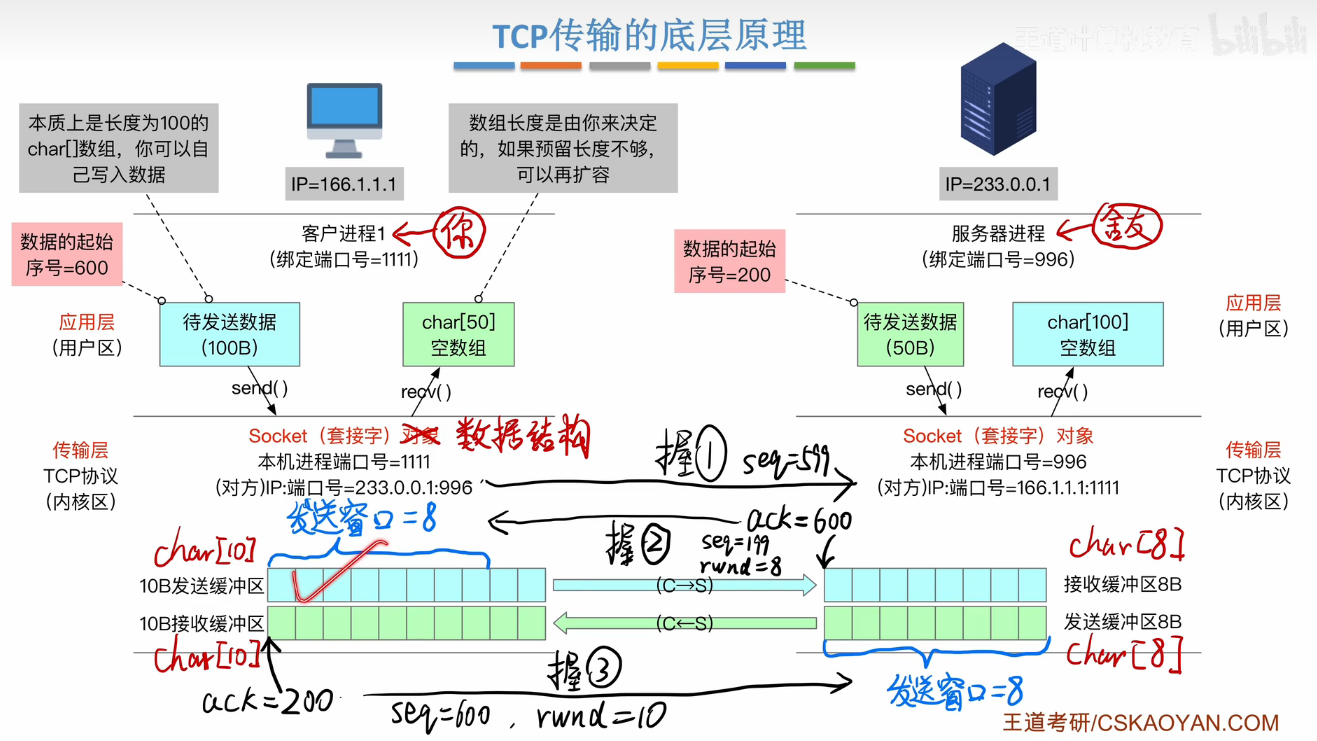 TCP传输的底层原理
王道计算机教育 bilibili
本质上是长度为100的
char[]数组，你可以自
己写入数据
数组长度是由你来决定
的，如果预留长度不够，
可以再扩容
IP=166.1.1.1
IP=233.0.0.1
数据的起始
序号=600
客户进程1
(绑定端口号=1111)
你
数据的起始
序号=200
服务器进程
(绑定端口号=996)
舍友
应用层
(用户区)
待发送数据
(100B)
char[50]
空数组
待发送数据
(50B)
char[100]
空数组
应用层
(用户区)
send()
recv()
send()
recv()
传输层
TCP协议
(内核区)
Socket（套接字）对象 数据结构
本机进程端口号=1111
(对方)IP:端口号=233.0.0.1:996
握① seq=599
Socket（套接字）对象
本机进程端口号=996
(对方)IP:端口号=166.1.1.1:1111
传输层
TCP协议
(内核区)
发送窗口=8
握② ack=600
seq=199
rwnd=8
char[10]
char[8]
10B发送缓冲区
(C→S)
接收缓冲区8B
10B接收缓冲区
(C←S)
发送缓冲区8B
char[10]
char[8]
握③
ack=200
seq=600 , rwnd=10
发送窗口=8
王道考研/CSKAOYAN.COM